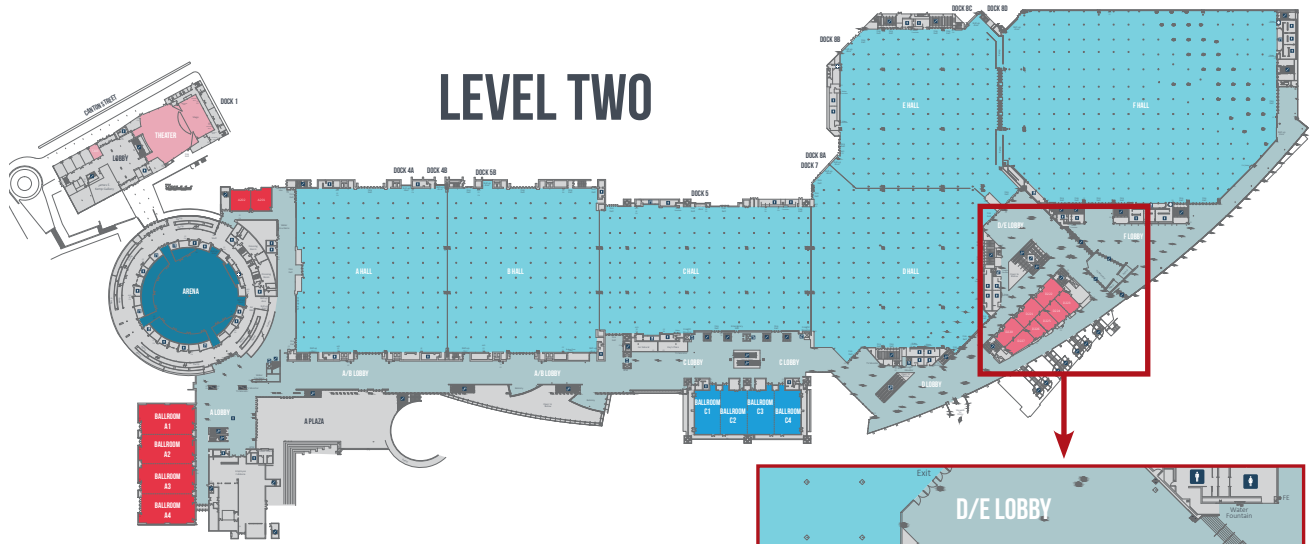 DOCK 8C
DOCK 8D
DOCK 8B
LEVEL TWO
CANTON STREET
DOCK 1
E HALL
F HALL
THEATER
LOBBY
DOCK 8A
DOCK 7
DOCK 4A
DOCK 4B
DOCK 5B
DOCK 5
D/E LOBBY
F LOBBY
A HALL
B HALL
C HALL
D HALL
ARENA
C LOBBY
C LOBBY
A/B LOBBY
A/B LOBBY
D LOBBY
BALLROOM
C1
BALLROOM
C2
BALLROOM
C3
BALLROOM
C4
A LOBBY
A PLAZA
BALLROOM
A1
BALLROOM
A2
BALLROOM
A3
BALLROOM
A4
Exit
D/E LOBBY
FE
Water
Fountain